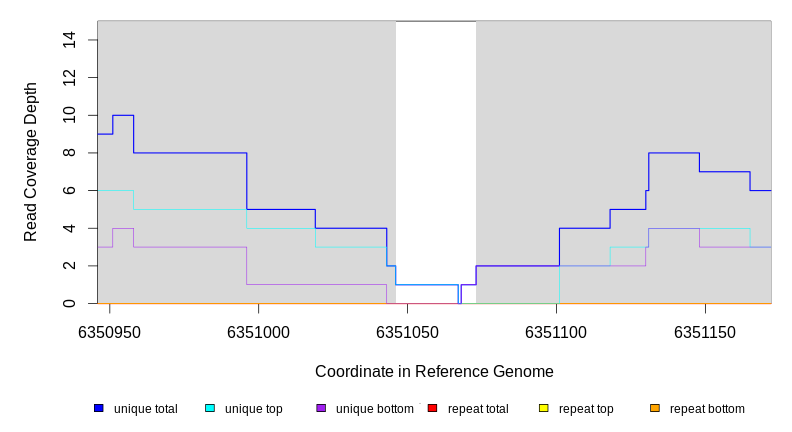 Read Coverage Depth
14
12
10
8
6
4
2
0
6350950 6351000 6351050 6351100 6351150
Coordinate in Reference Genome
unique total unique top unique bottom repeat total repeat top repeat bottom